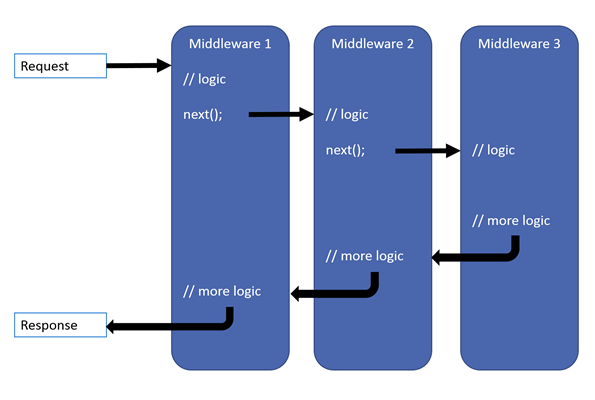 Middleware 1
Middleware 2
Middleware 3
Request
// logic
next();
// logic
next();
// logic
// more logic
// more logic
// more logic
Response